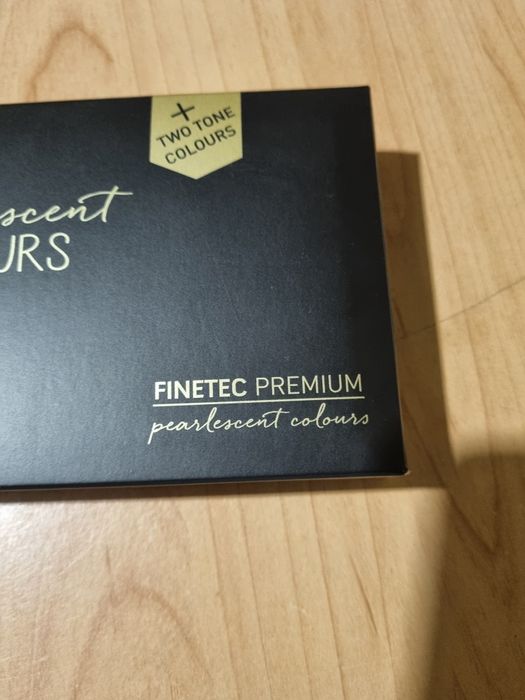 +
TWO TONE
COLOURS
scent
URS
FINETEC PREMIUM
pearlescent colours